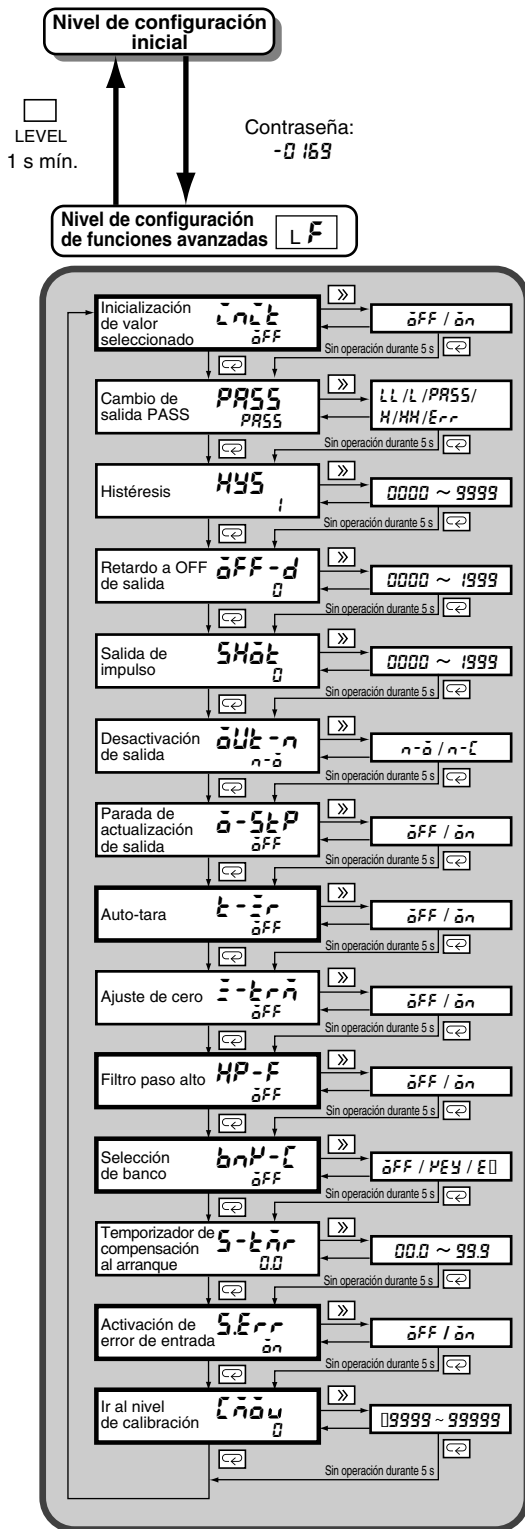 Nivel de configuración
inicial
LEVEL
1 s mín.
Contraseña:
-0169
Nivel de configuración
de funciones avanzadas
L F
Inicialización
de valor
seleccionado
init
oFF
oFF / on
Sin operación durante 5 s
Cambio de
salida PASS
PASS
PASS
LL /L /PASS/
H/HH/Err
Sin operación durante 5 s
Histéresis
HYS
1
0000 ~ 9999
Sin operación durante 5 s
Retardo a OFF
de salida
oFF-d
0
0000 ~ 1999
Sin operación durante 5 s
Salida de
impulso
SHot
0
0000 ~ 1999
Sin operación durante 5 s
Desactivación
de salida
oUt-n
n-o
n-o / n-C
Sin operación durante 5 s
Parada de
actualización
de salida
o-StP
oFF
oFF / on
Sin operación durante 5 s
Auto-tara
t-Zr
oFF
oFF / on
Sin operación durante 5 s
Ajuste de cero
Z-trm
oFF
oFF / on
Sin operación durante 5 s
Filtro paso alto
HP-F
oFF
oFF / on
Sin operación durante 5 s
Selección
de banco
bnK-C
oFF
oFF / KEY / E
Sin operación durante 5 s
Temporizador de
compensación
al arranque
S-tmr
0.0
00.0 ~ 99.9
Sin operación durante 5 s
Activación de
error de entrada
S.Err
on
oFF / on
Sin operación durante 5 s
Ir al nivel
de calibración
Cmov
0
9999 ~ 99999
Sin operación durante 5 s